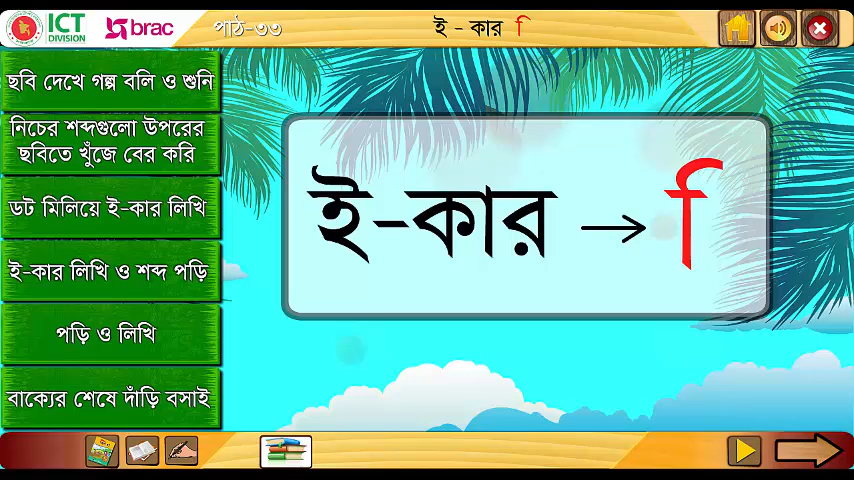 ICT
DIVISION
brac
পাঠ-৩৩
ই - কার ি
ছবি দেখে গল্প বলি ও শুনি
নিচের শব্দগুলো উপরের
ছবিতে খুঁজে বের করি
ডট মিলিয়ে ই-কার লিখি
ই-কার লিখি ও শব্দ পড়ি
পড়ি ও লিখি
বাক্যের শেষে দাঁড়ি বসাই
ই-কার → ি